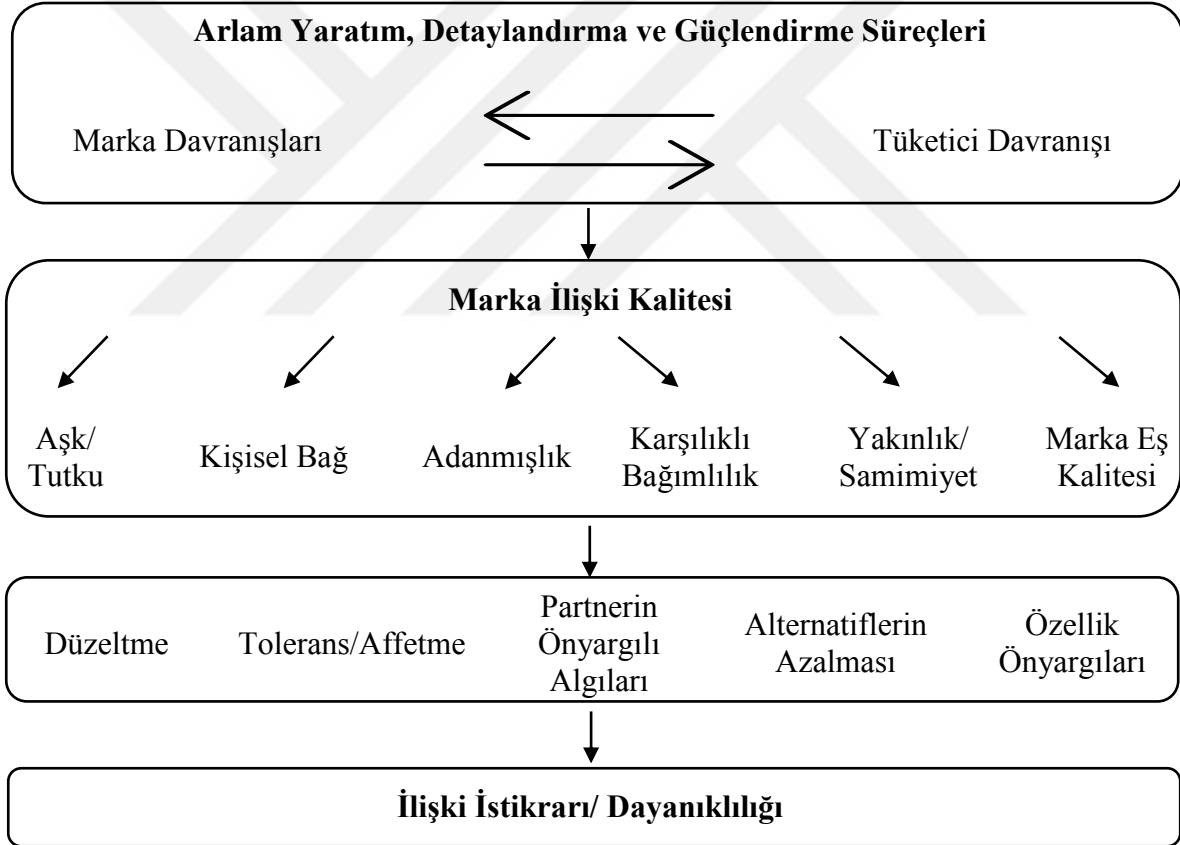 Arlam Yaratım, Detaylandırma ve Güçlendirme Süreçleri
Marka Davranışları
Tüketici Davranışı
Marka İlişki Kalitesi
Aşk/
Tutku
Kişisel Bağ
Adanmışlık
Karşılıklı
Bağımlılık
Yakınlık/
Samimiyet
Marka Eş
Kalitesi
Düzeltme
Tolerans/Affetme
Partnerin
Önyargılı
Algıları
Alternatiflerin
Azalması
Özellik
Önyargıları
İlişki İstikrarı/ Dayanıklılığı